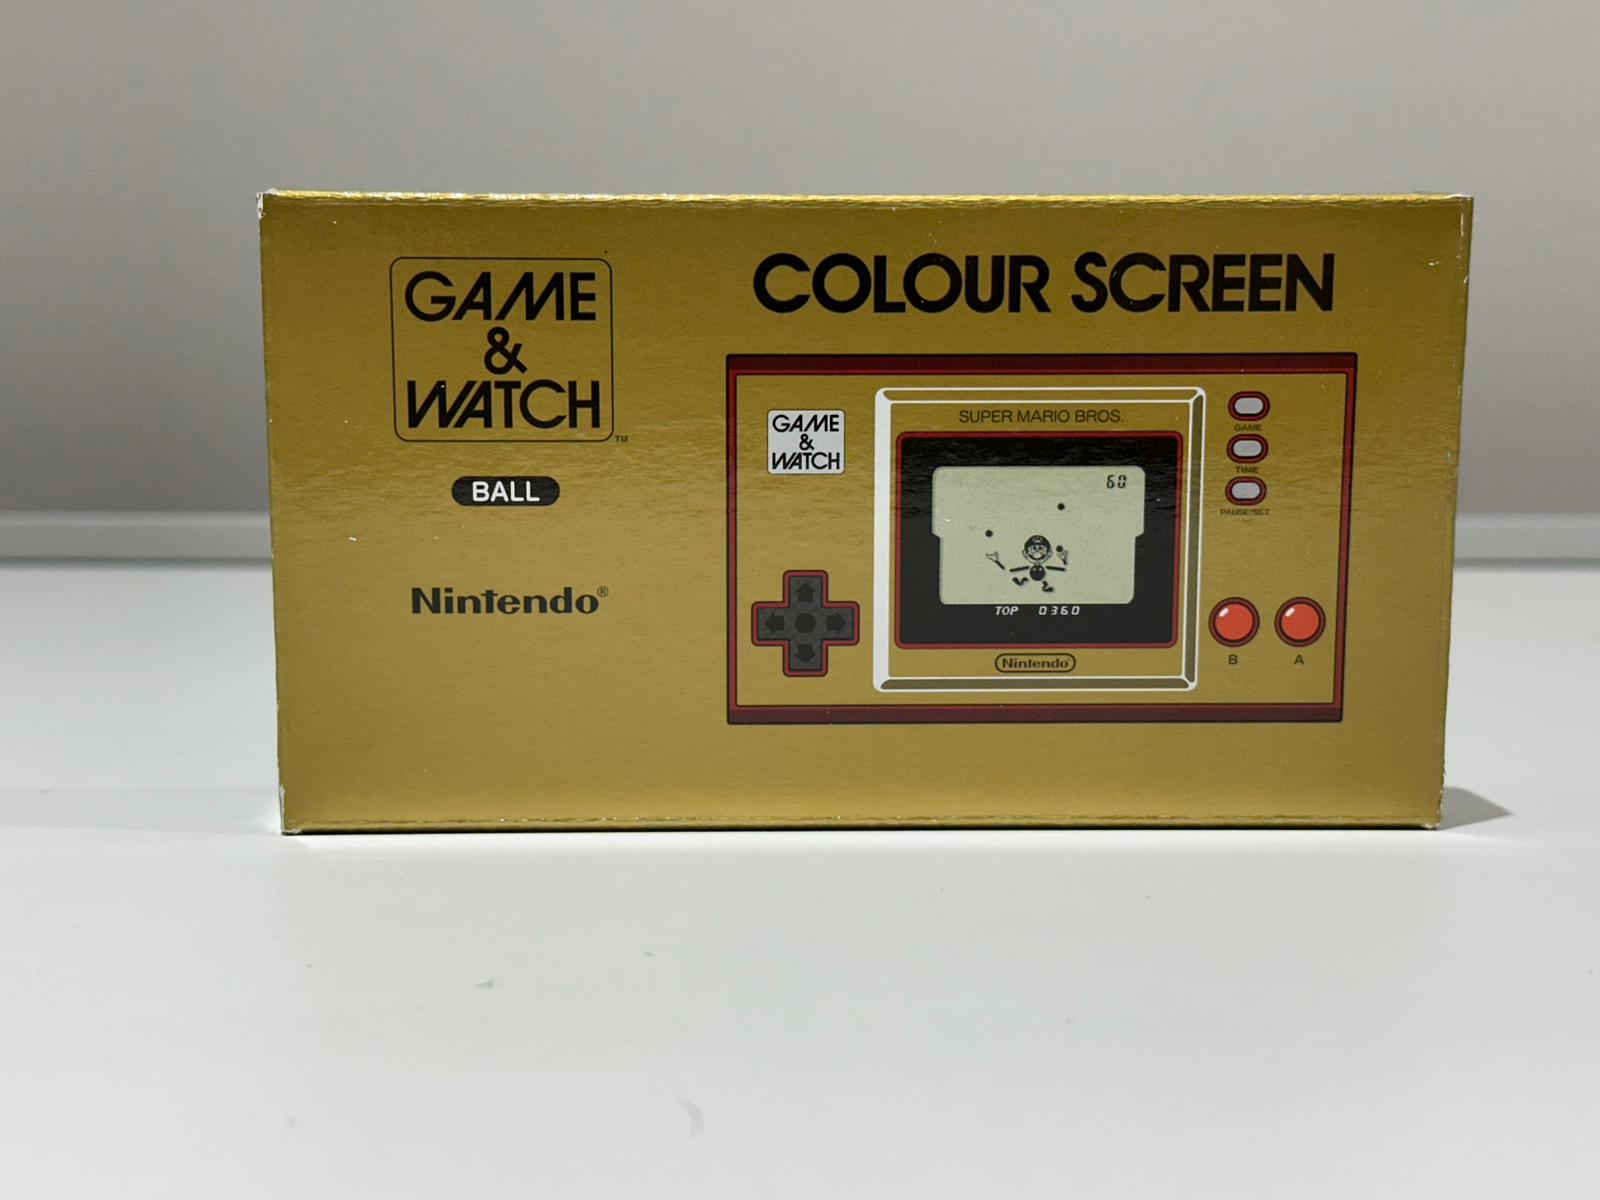 GAME
&
WATCH
TM
BALL
Nintendo®
COLOUR SCREEN
GAME
&
WATCH
SUPER MARIO BROS.
60
TOP 0360
Nintendo
GAME
TIME
PAUSE/SET
B A